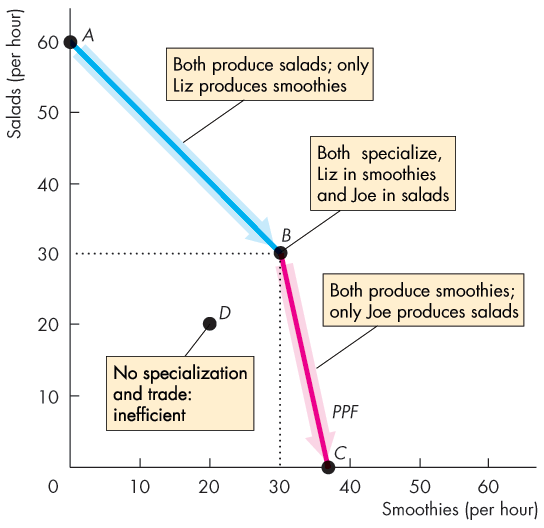 Salads (per hour)
60
A
Both produce salads; only
Liz produces smoothies
50
Both specialize,
Liz in smoothies
and Joe in salads
40
B
30
Both produce smoothies;
only Joe produces salads
20
D
No specialization
and trade:
inefficient
10
PPF
C
0
10
20
30
40
50
60
Smoothies (per hour)